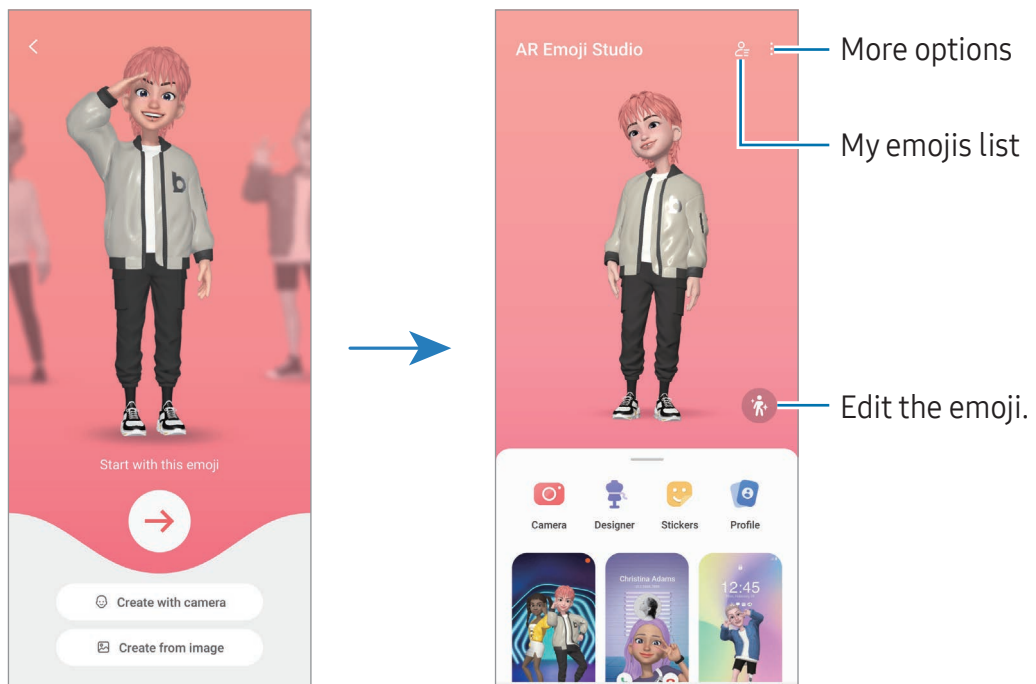 Start with this emoji
Create with camera
Create from image
AR Emoji Studio
More options
My emojis list
Edit the emoji.
Camera
Designer
Stickers
Profile
Christina Adams
12:45